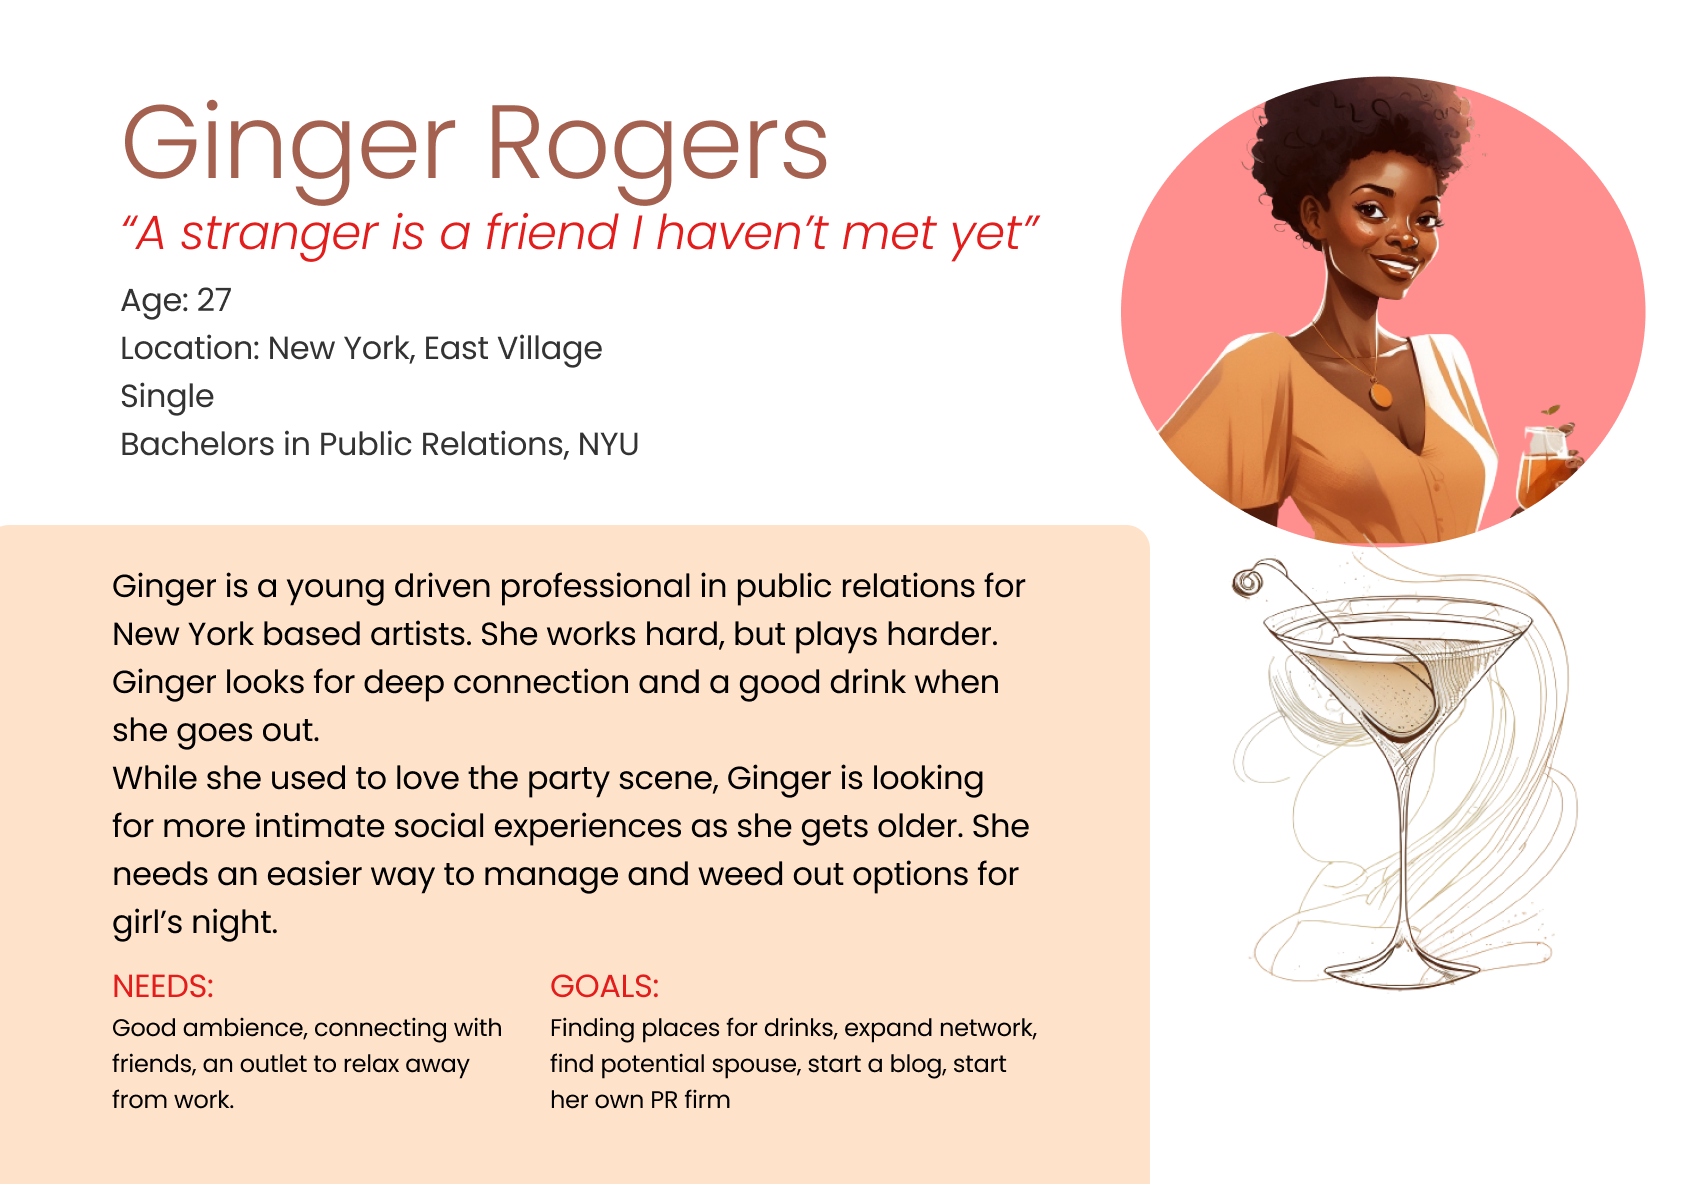 Ginger Rogers
“A stranger is a friend I haven’t met yet”
Age: 27
Location: New York, East Village
Single
Bachelors in Public Relations, NYU
Ginger is a young driven professional in public relations for
New York based artists. She works hard, but plays harder.
Ginger looks for deep connection and a good drink when
she goes out.
While she used to love the party scene, Ginger is looking
for more intimate social experiences as she gets older. She
needs an easier way to manage and weed out options for
girl’s night.
NEEDS:
Good ambience, connecting with
friends, an outlet to relax away
from work.
GOALS:
Finding places for drinks, expand network,
find potential spouse, start a blog, start
her own PR firm